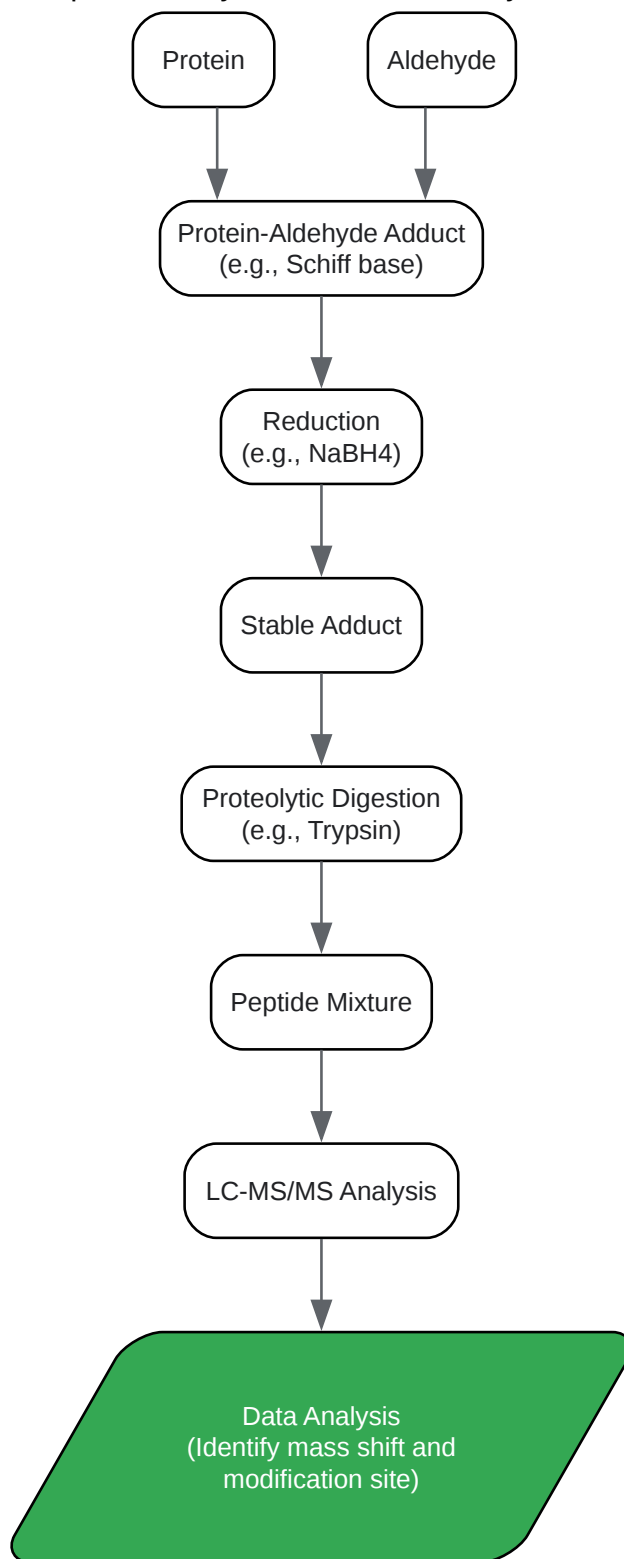 Protein
Aldehyde
Protein-Aldehyde Adduct
(e.g., Schiff base)
Reduction
(e.g., NaBH4)
Stable Adduct
Proteolytic Digestion
(e.g., Trypsin)
Peptide Mixture
LC-MS/MS Analysis
Data Analysis
(Identify mass shift and
modification site)